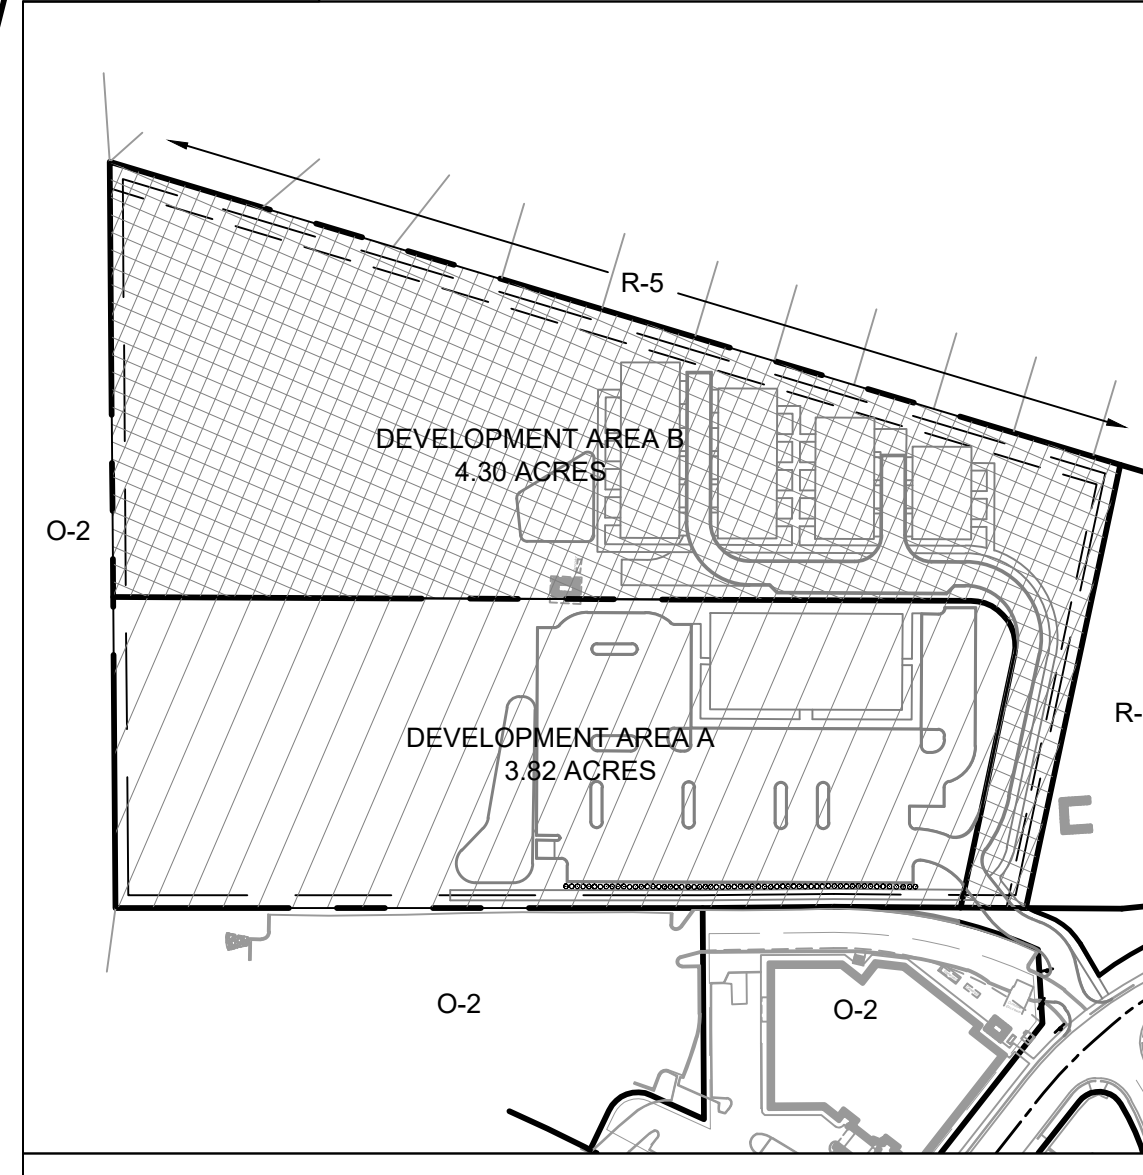 R-5
DEVELOPMENT AREA B
4.30 ACRES
O-2
R-
DEVELOPMENT AREA A
3.82 ACRES
O-2
O-2